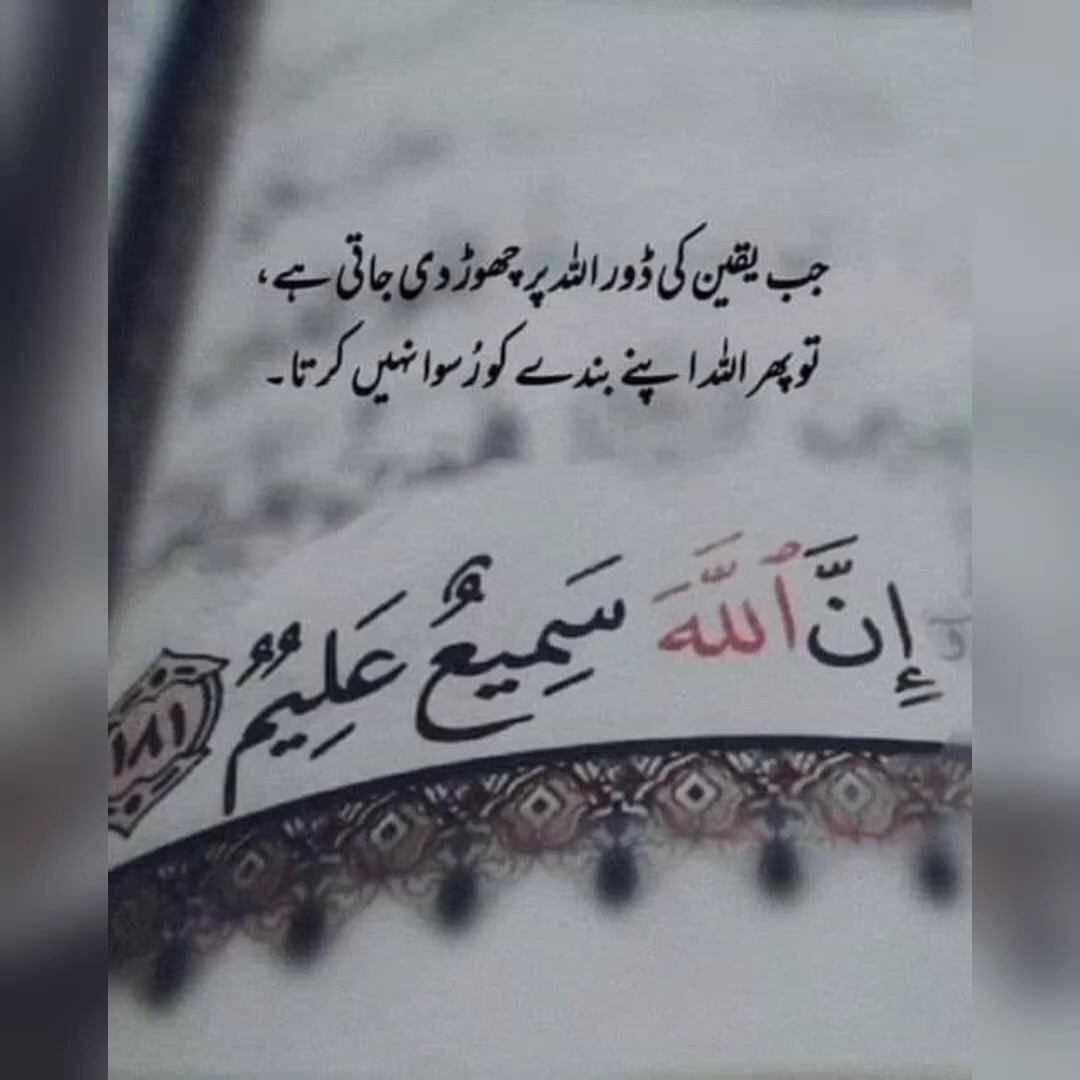 جب یقین کی ڈور اللہ پر چھوڑ دی جاتی ہے،
تو پھر اللہ اپنے بندے کو رُسوا نہیں کرتا۔
إِنَّ ٱللَّهَ سَمِيعٌ عَلِيمٌ ١٨١